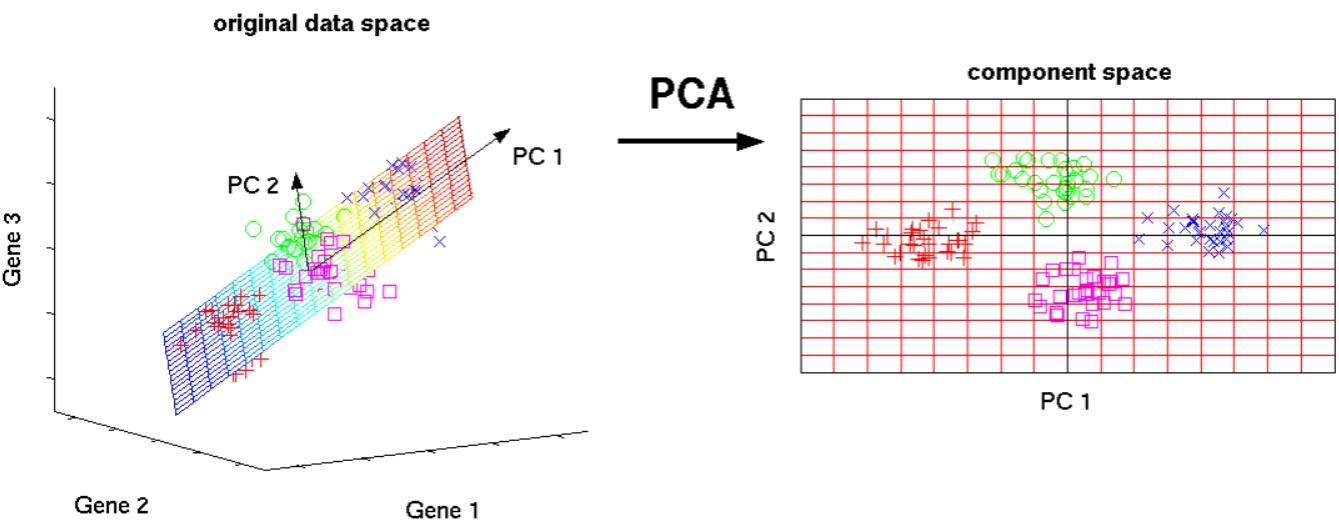 original data space
PCA
component space
PC 1
PC 2
Gene 3
Gene 2
Gene 1
PC 2
PC 1